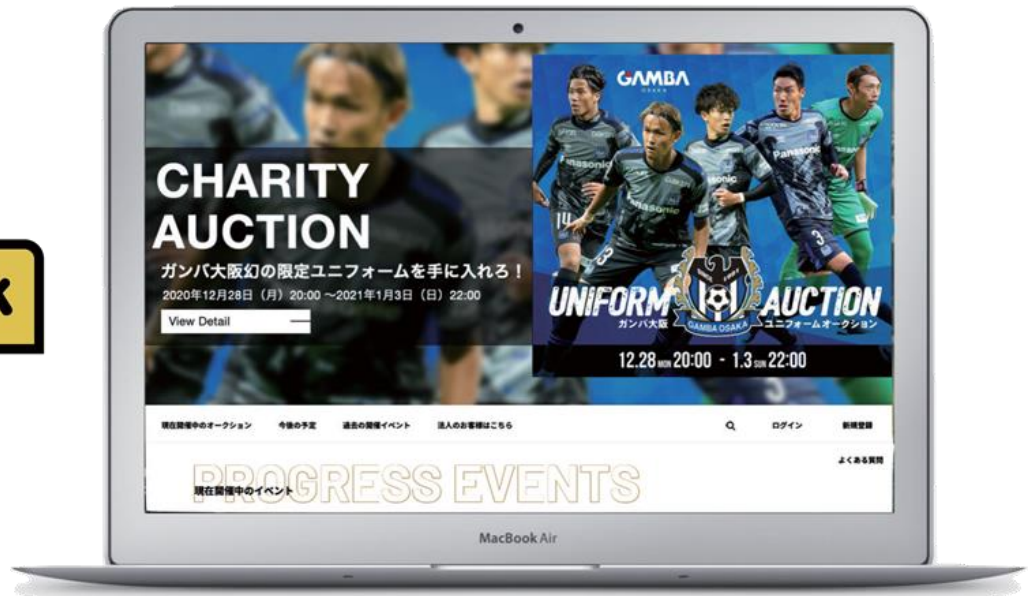 CHARITY
AUCTION
ガンバ大阪幻の限定ユニフォームを手に入れろ！
2020年12月28日（月）20:00 ～2021年1月3日（日）22:00
View Detail
GAMBA
OSAKA
Panasonic
Panasonic
Panasonic
14
3
3
UNIFORM
ガンバ大阪
GAMBA OSAKA
AUCTION
ユニフォームオークション
12.28 MON 20:00 - 1.3 SUN 22:00
現在開催中のオークション
今後の予定
過去の開催イベント
法人のお客様はこちら
ログイン
新規登録
よくある質問
PROGRESS EVENTS
現在開催中のイベント
MacBook Air